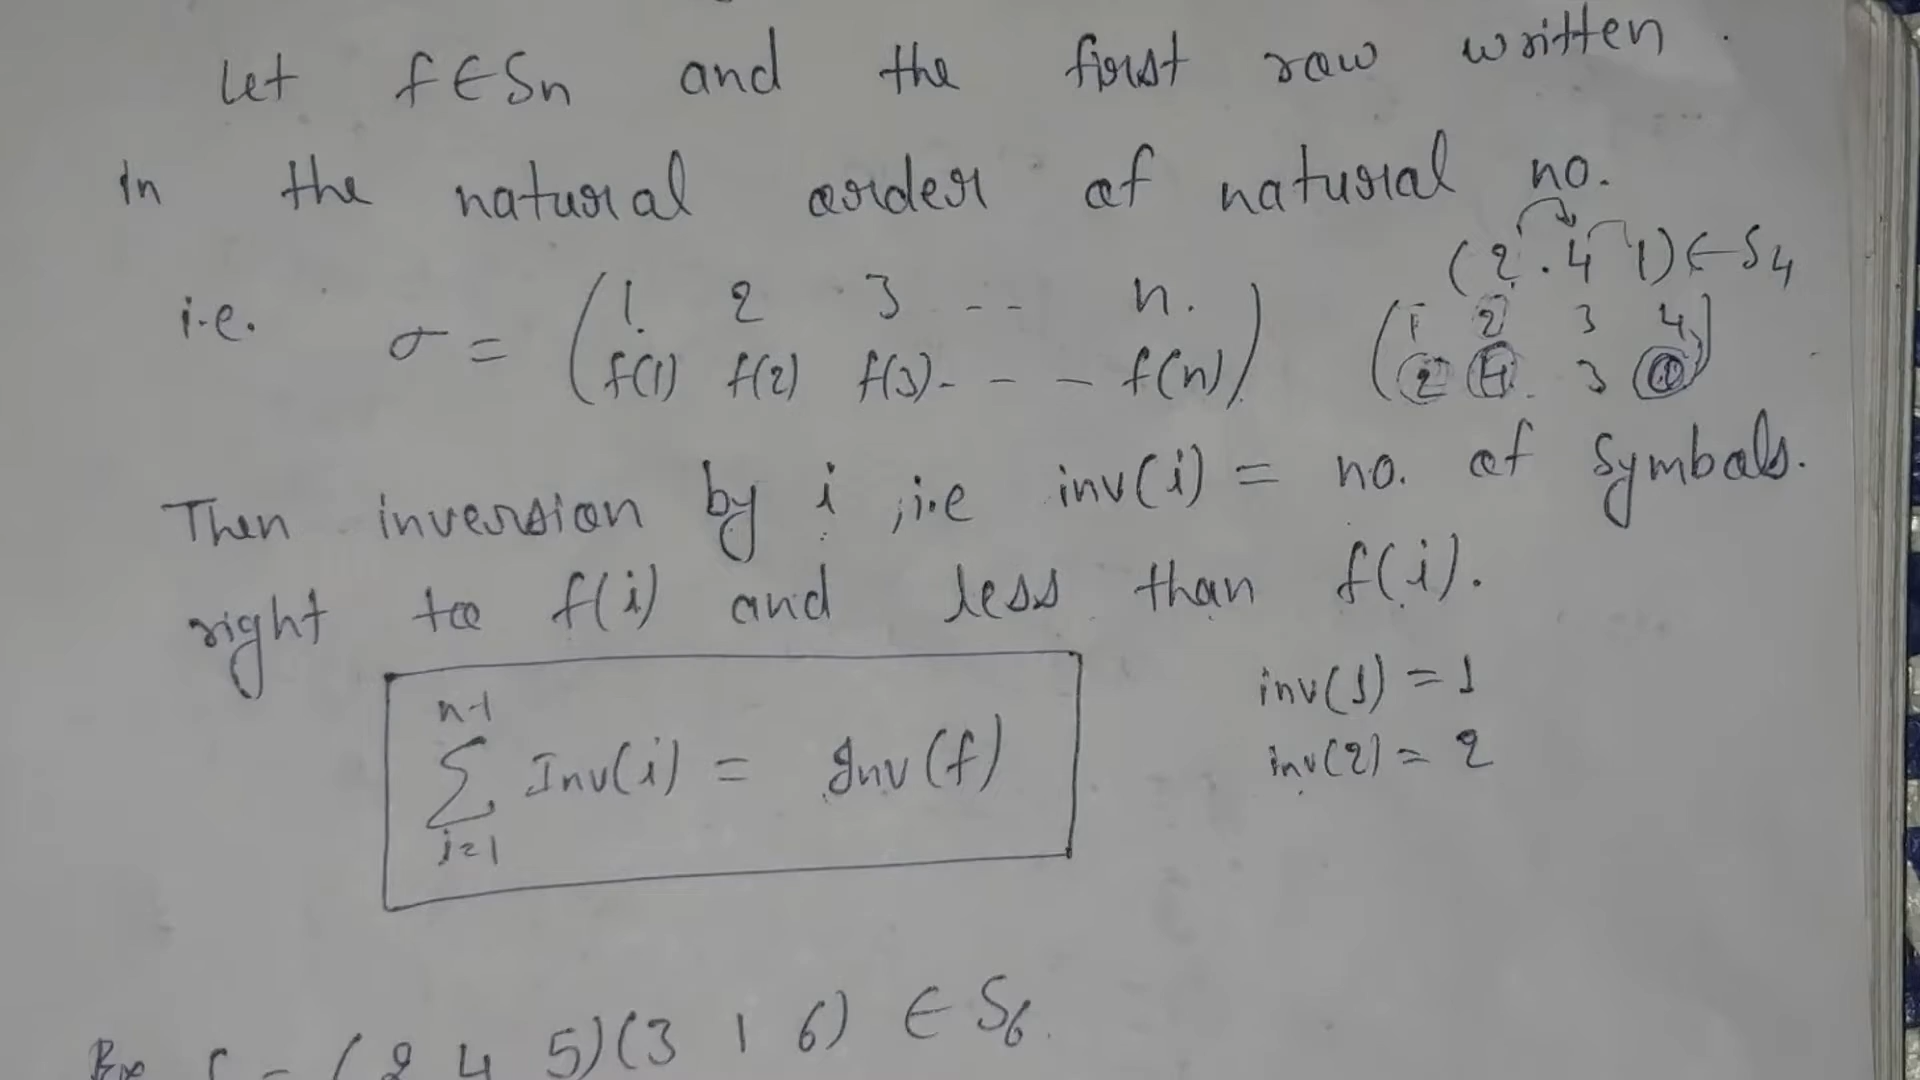 Let f ∈ Sn and the first raw written
in the natural order of natural no.
(2 4 1) ∈ S4
i.e. σ = ( 1 2 3 -- n.
f(1) f(2) f(3) - - - f(n) )
( 1 2 3 4
2 4 3 1 )
Then inversion by i , i.e inv(i) = no. of symbols.
right to f(i) and less than f(i).
n-1
∑ Inv(i) = Inv(f)
i=1
inv(1) = 1
inv(2) = 2
(2 4 5)(3 1 6) ∈ S6.